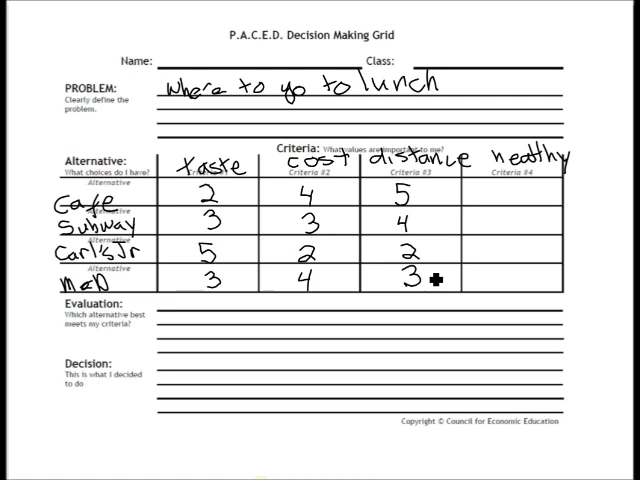 P.A.C.E.D. Decision Making Grid
Name: Class:
PROBLEM: Where to go to lunch
Clearly define the
problem.
Criteria: What values are important to me?
Alternative: taste cost distance healthy
What choices do I have? Criteria #2 Criteria #3 Criteria #4
Alternative 2 4 5
Cafe
Alternative
Subway 3 3 4
Alternative
Carl's Jr 5 2 2
Alternative
McD 3 4 3
Evaluation:
Which alternative best
meets my criteria?
Decision:
This is what I decided
to do
Copyright © Council for Economic Education